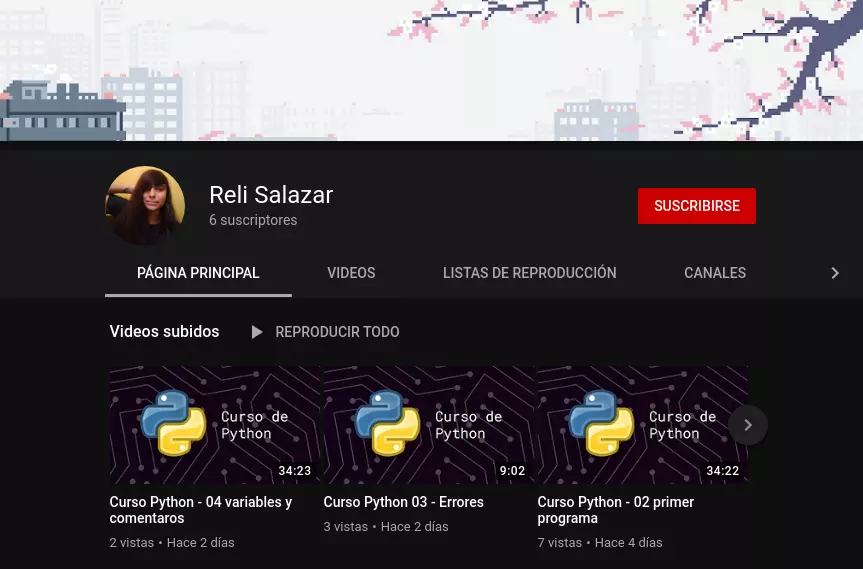 Reli Salazar
6 suscriptores
SUSCRIBIRSE
PÁGINA PRINCIPAL
VIDEOS
LISTAS DE REPRODUCCIÓN
CANALES
Videos subidos
REPRODUCIR TODO
Curso de
Python
34:23
Curso de
Python
9:02
Curso de
Python
34:22
Curso Python - 04 variables y
comentaros
2 vistas • Hace 2 días
Curso Python 03 - Errores
3 vistas • Hace 2 días
Curso Python - 02 primer
programa
7 vistas • Hace 4 días